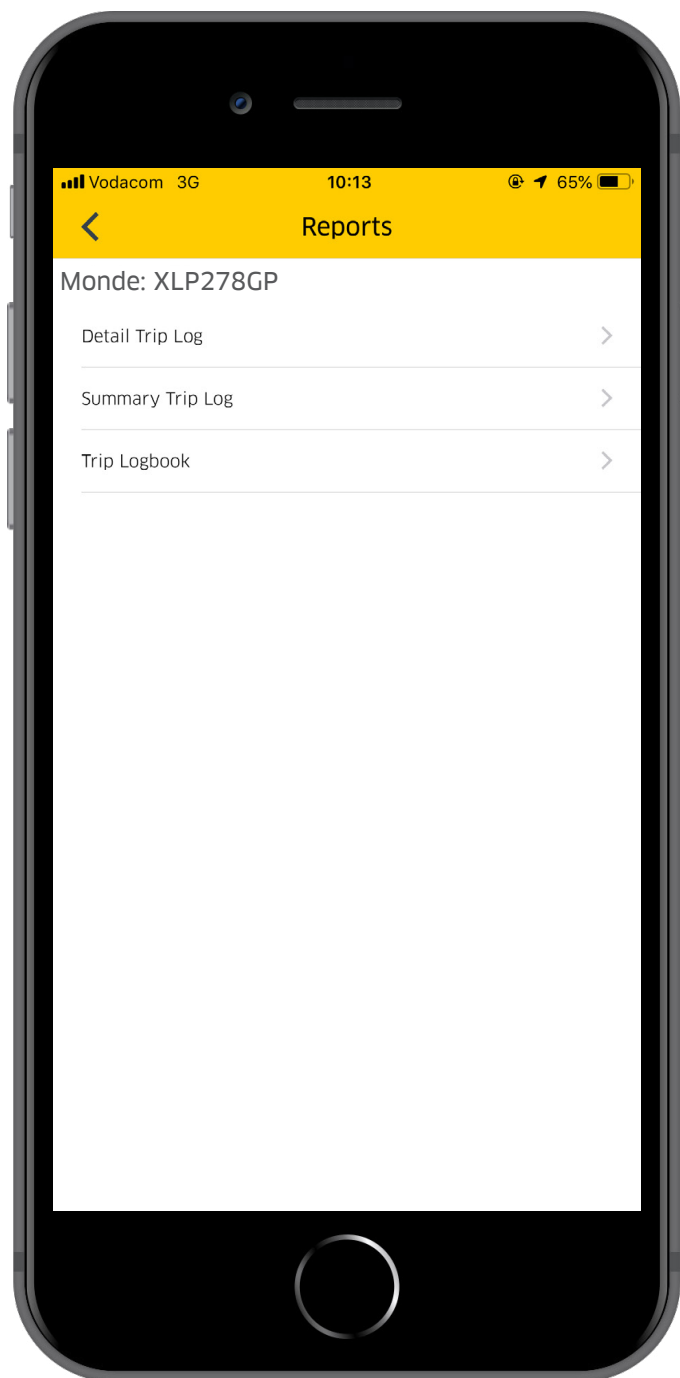 Vodacom 3G 10:13 65%
Reports
Monde: XLP278GP
Detail Trip Log
Summary Trip Log
Trip Logbook